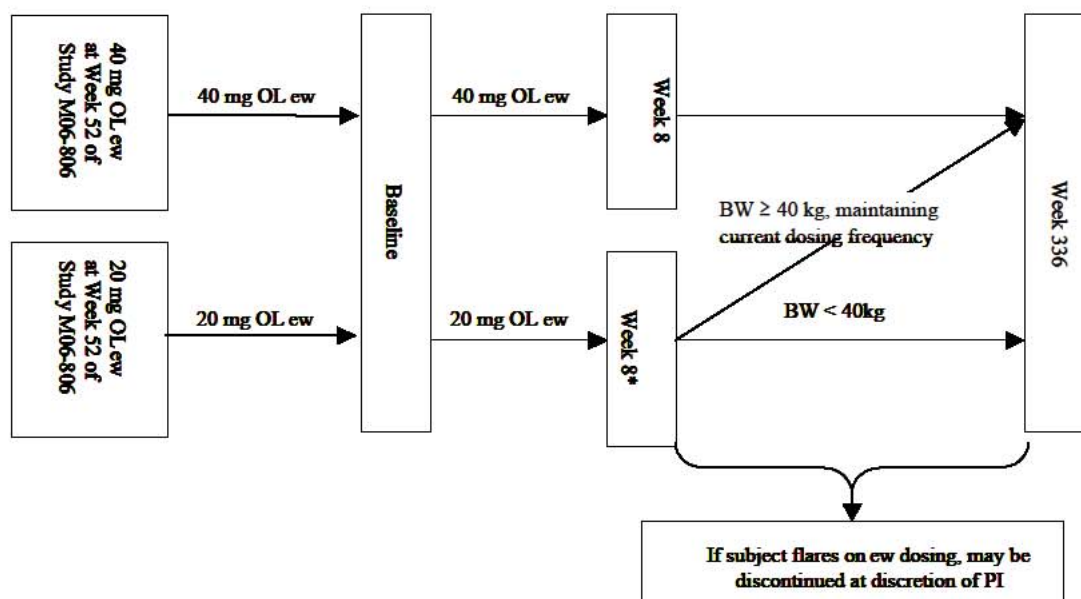 40 mg OL ew
at Week 52 of
Study M06-806
40 mg OL ew
Baseline
40 mg OL ew
Week 8
BW ≥ 40 kg, maintaining
current dosing frequency
Week 336
20 mg OL ew
at Week 52 of
Study M06-806
20 mg OL ew
20 mg OL ew
Week 8*
BW < 40kg
If subject flares on ew dosing, may be
discontinued at discretion of PI